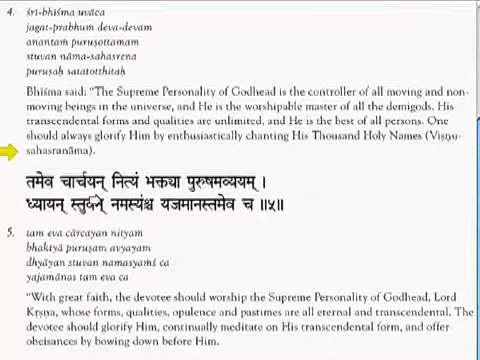 4. śrī-bhīsma uvāca
jagat-prabhum deva-devam
anantaṁ puruṣottamam
stuvan nāma-sahasreṇa
puruṣaḥ satatotthitaḥ
Bhīṣma said: "The Supreme Personality of Godhead is the controller of all moving and non-
moving beings in the universe, and He is the worshipable master of all the demigods. His
transcendental forms and qualities are unlimited, and He is the best of all persons. One
should always glorify Him by enthusiastically chanting His Thousand Holy Names (Viṣṇu-
sahasranāma).
तमेव चार्चयन् नित्यं भक्त्या पुरुषमव्ययम् ।
ध्यायन् स्तुवन् नमस्यंश्च यजमानस्तमेव च ॥५॥
5. tam eva cārcayan nityaṁ
bhaktyā puruṣam avyayam
dhyāyan stuvan namasyaṁś ca
yajamānas tam eva ca
"With great faith, the devotee should worship the Supreme Personality of Godhead, Lord
Kṛṣṇa, whose forms, qualities, opulence and pastimes are all eternal and transcendental. The
devotee should glorify Him, continually meditate on His transcendental form, and offer
obeisances by bowing down before Him.